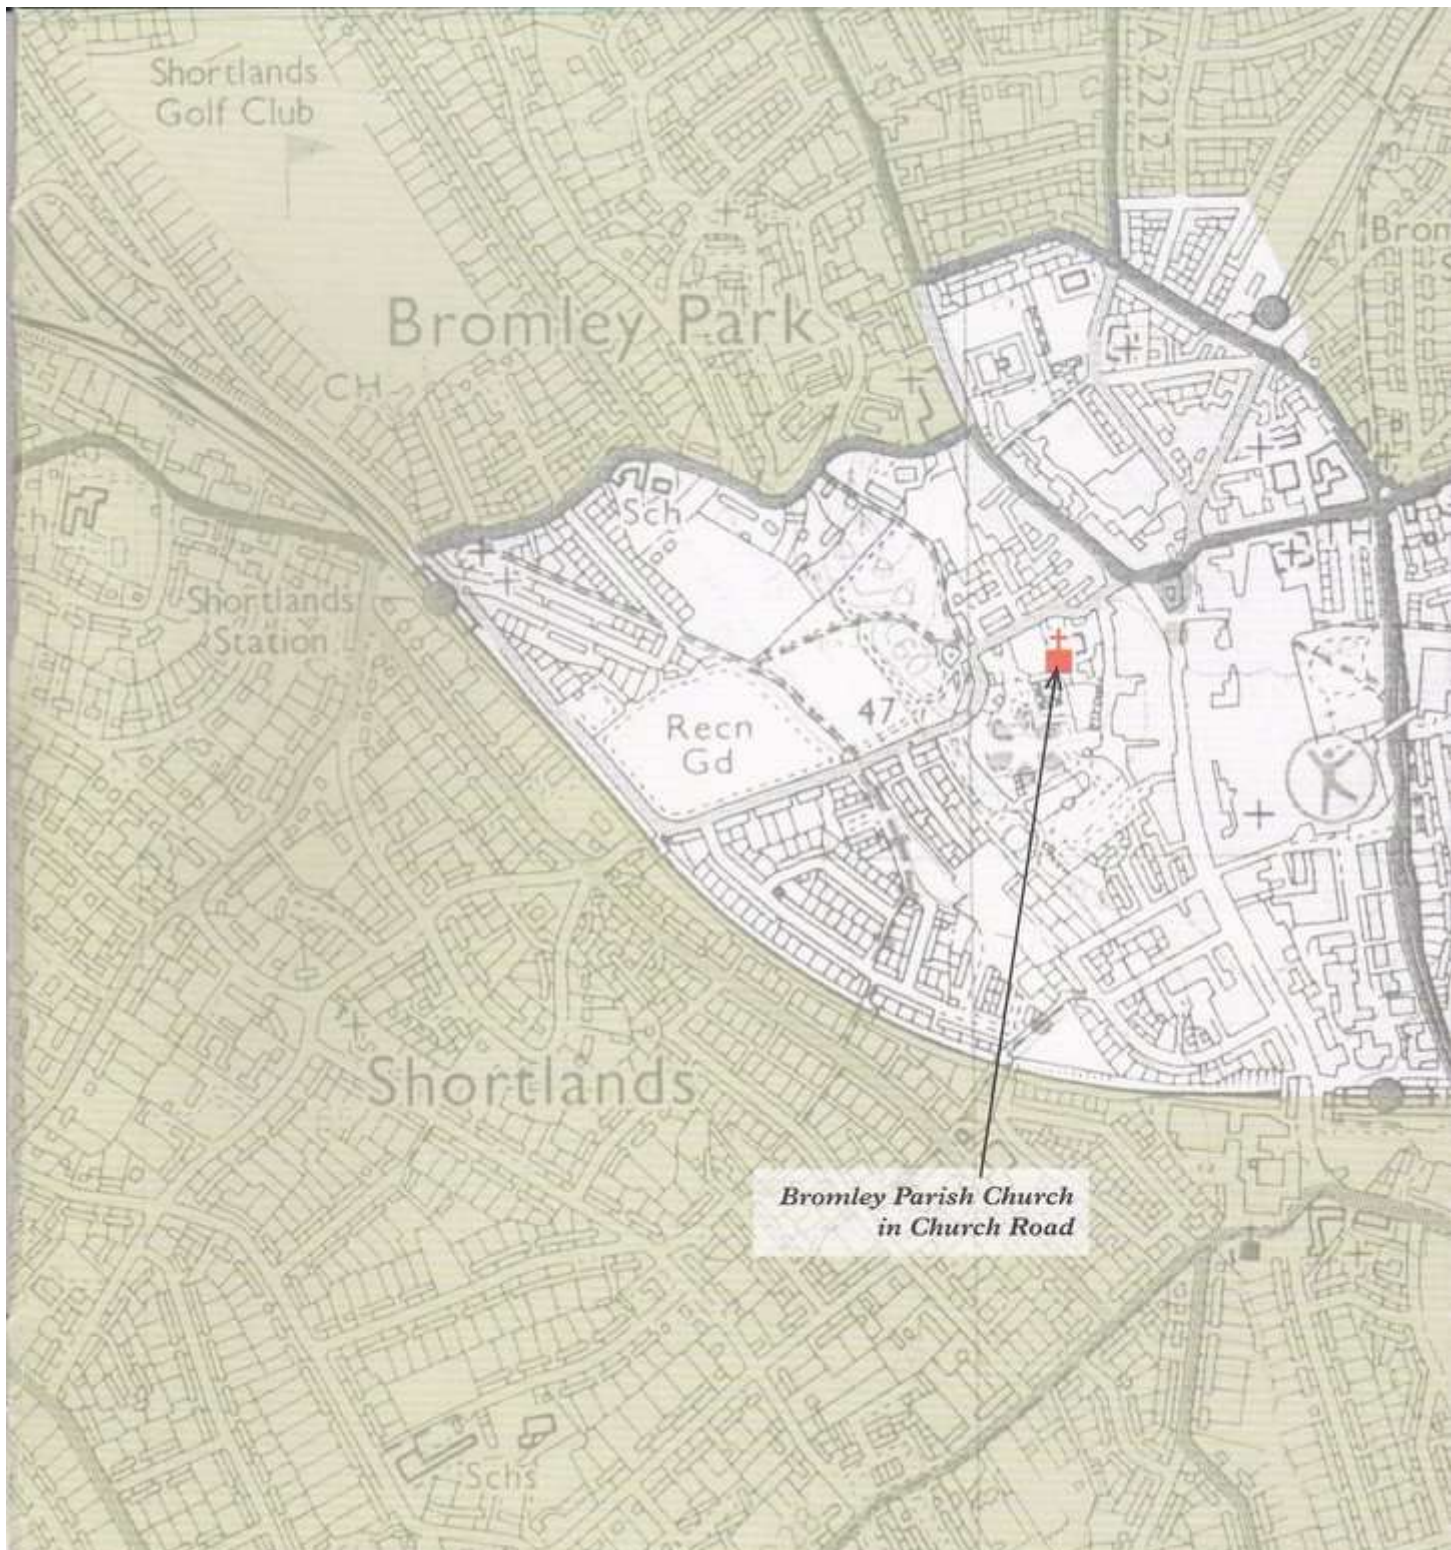 Shortlands
Golf Club
A2212
Brom
Bromley Park
CH
Sch
Shortlands
Station
60
Recn
Gd
47
Shortlands
Bromley Parish Church
in Church Road
Schs